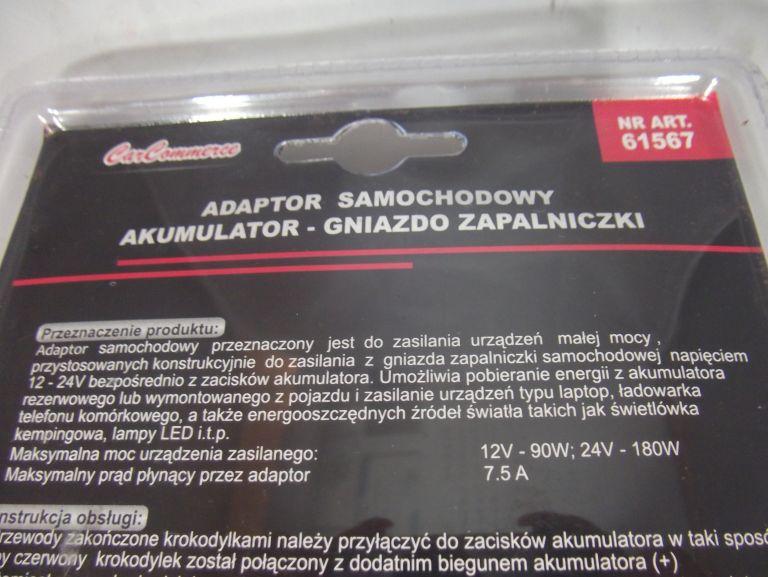 CarCommerce
NR ART.
61567
ADAPTOR SAMOCHODOWY
AKUMULATOR - GNIAZDO ZAPALNICZKI
Przeznaczenie produktu:
Adaptor samochodowy przeznaczony jest do zasilania urządzeń małej mocy ,
przystosowanych konstrukcyjnie do zasilania z gniazda zapalniczki samochodowej napięciem
12 - 24V bezpośrednio z zacisków akumulatora. Umożliwia pobieranie energii z akumulatora
rezerwowego lub wymontowanego z pojazdu i zasilanie urządzeń typu laptop, ładowarka
telefonu komórkowego, a także energooszczędnych źródeł światła takich jak świetlówka
kempingowa, lampy LED i.t.p.
Maksymalna moc urządzenia zasilanego: 12V - 90W; 24V - 180W
Maksymalny prąd płynący przez adaptor 7.5 A
nstrukcja obsługi:
rzewody zakończone krokodylkami należy przyłączyć do zacisków akumulatora w taki sposó
by czerwony krokodylek został połączony z dodatnim biegunem akumulatora (+)